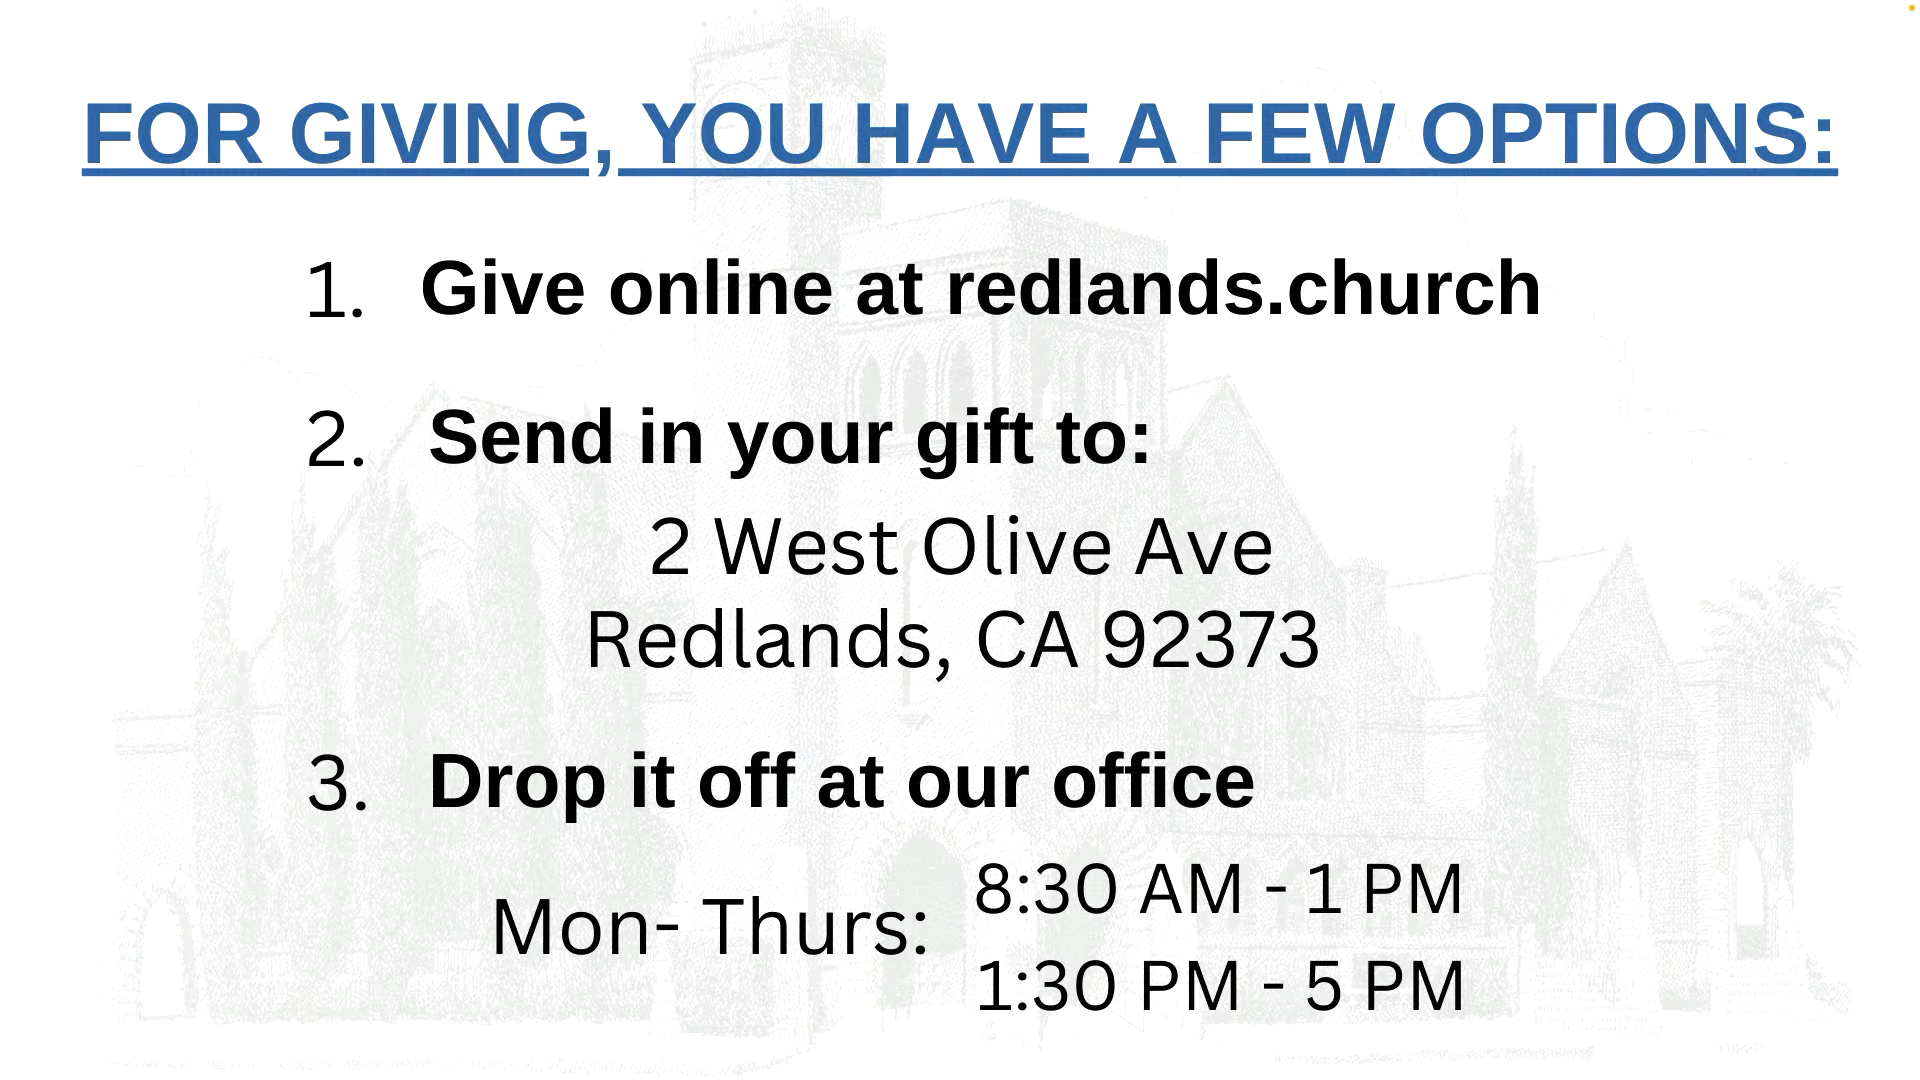 FOR GIVING, YOU HAVE A FEW OPTIONS:
1. Give online at redlands.church
2. Send in your gift to:
2 West Olive Ave
Redlands, CA 92373
3. Drop it off at our office
Mon- Thurs:
8:30 AM - 1 PM
1:30 PM - 5 PM